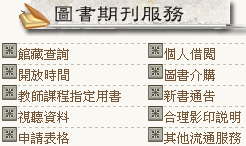 圖書期刊服務
館藏查詢
個人借閱
開放時間
圖書介購
教師課程指定用書
新書通告
視聽資料
合理影印說明
申請表格
其他流通服務